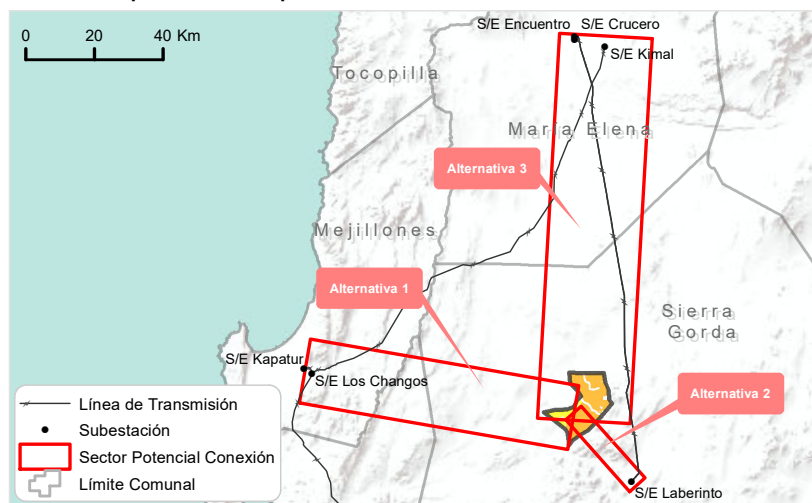 S/E Encuentro
S/E Crucero
0 20 40 Km
S/E Kimal
Tocopilla
María Elena
Alternativa 3
Mejillones
Alternativa 1
Sierra
Gorda
S/E Kapatur
S/E Los Changos
Alternativa 2
Línea de Transmisión
Subestación
Sector Potencial Conexión
Límite Comunal
S/E Laberinto